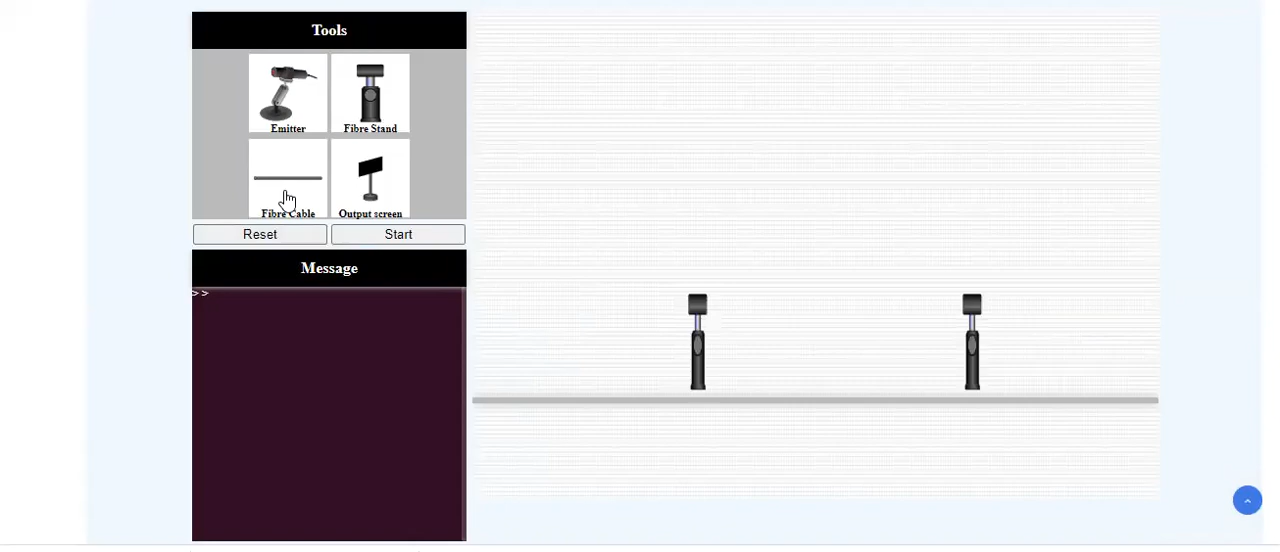 Tools
Emitter
Fibre Stand
Fibre Cable
Output screen
Reset
Start
Message
>>